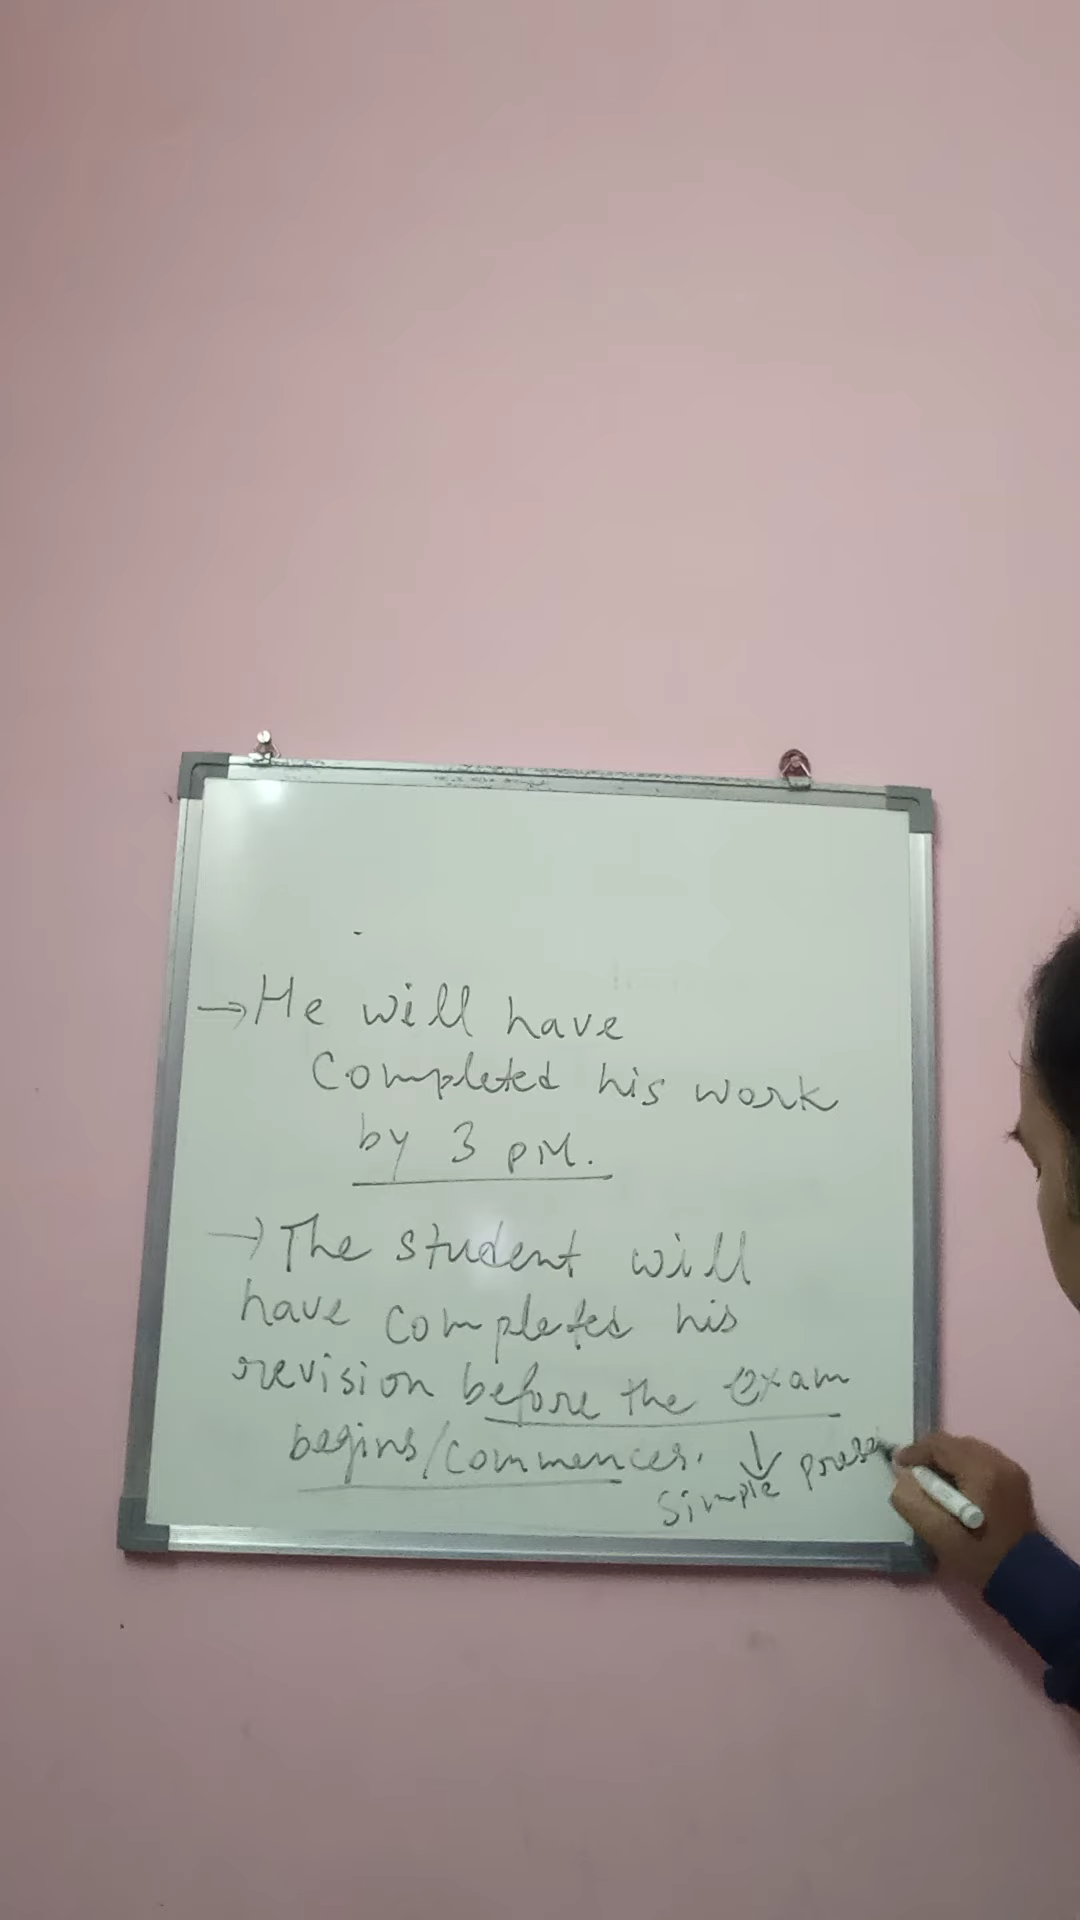 →He will have
completed his work
by 3 PM.
→The student will
have completed his
revision before the exam
begins/commences. ↓
simple prese